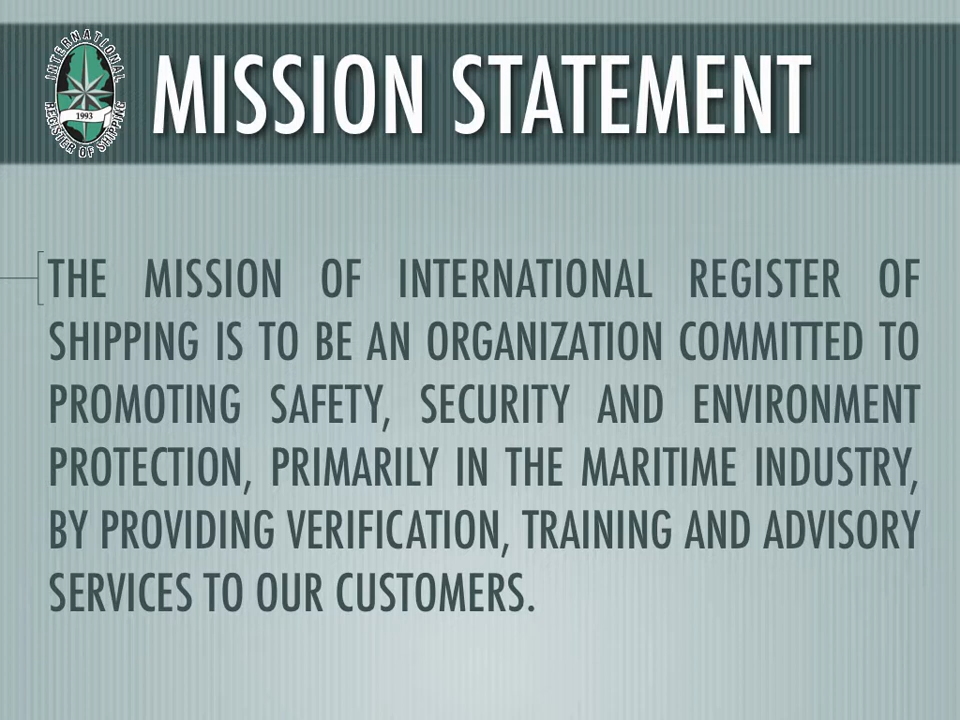 INTERNATIONAL
1993
REGISTER OF SHIPPING
MISSION STATEMENT
THE MISSION OF INTERNATIONAL REGISTER OF
SHIPPING IS TO BE AN ORGANIZATION COMMITTED TO
PROMOTING SAFETY, SECURITY AND ENVIRONMENT
PROTECTION, PRIMARILY IN THE MARITIME INDUSTRY,
BY PROVIDING VERIFICATION, TRAINING AND ADVISORY
SERVICES TO OUR CUSTOMERS.